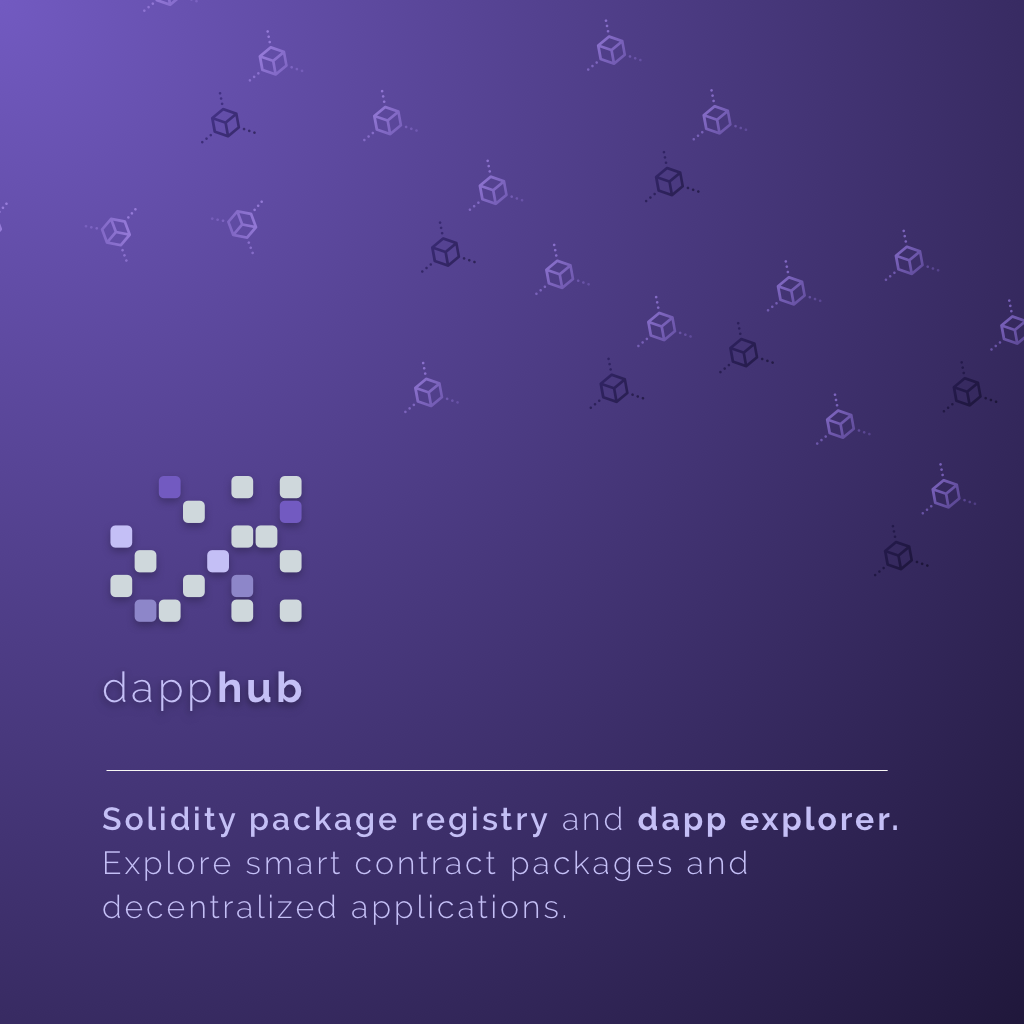 dapphub
Solidity package registry and dapp explorer.
Explore smart contract packages and
decentralized applications.